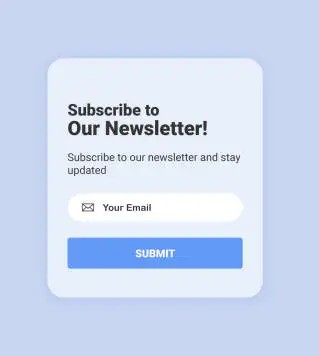 Subscribe to
Our Newsletter!
Subscribe to our newsletter and stay
updated
Your Email
SUBMIT